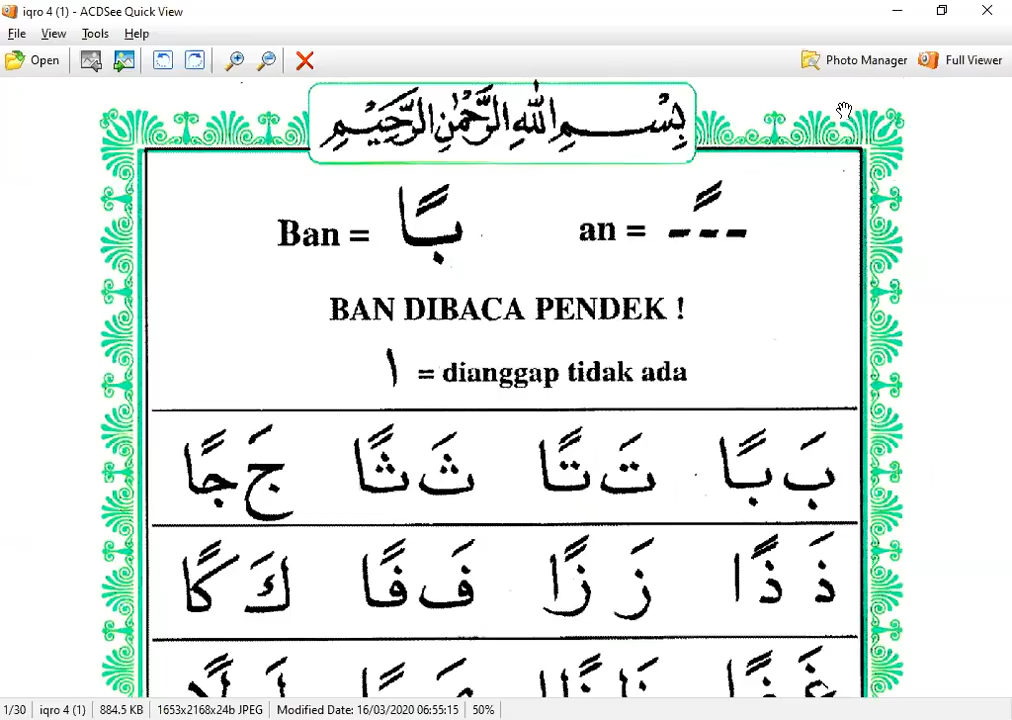 iqro 4 (1) - ACDSee Quick View
File View Tools Help
Open Photo Manager Full Viewer
بِسْمِ اللّٰهِ الرَّحْمٰنِ الرَّحِيْمِ
Ban = بًا an = ـًـ
BAN DIBACA PENDEK !
ا = dianggap tidak ada
بَ بًا تَ تًا ثَ ثًا جَ جًا
ذَ ذًا زَ زًا فَ فًا كَ كًا
1/30 iqro 4 (1) 884.5 KB 1653x2168x24b JPEG Modified Date: 16/03/2020 06:55:15 50%